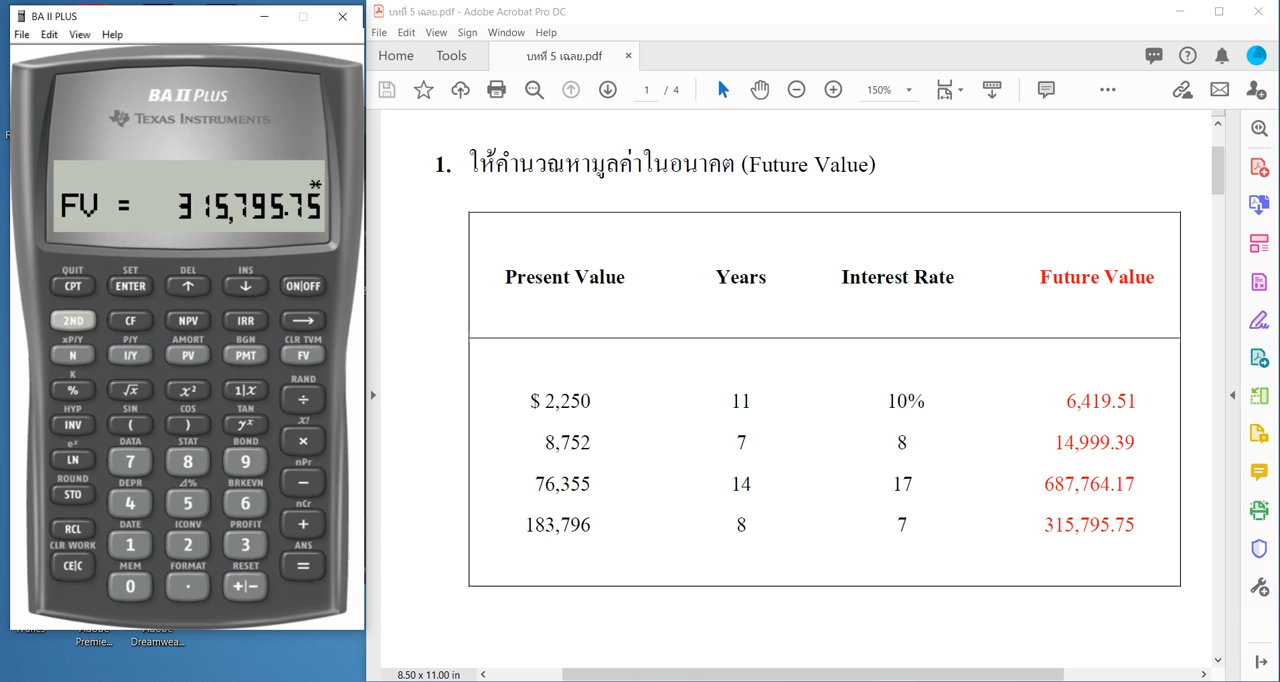 BA II PLUS
File Edit View Help
BA II PLUS
TEXAS INSTRUMENTS
FV = 315,795.75
QUIT SET DEL INS
CPT ENTER ↑ ↓ ON|OFF
2ND CF NPV IRR →
xP/Y P/Y AMORT BGN CLR TVM
N I/Y PV PMT FV
K RAND
% √x x² 1|x ÷
HYP SIN COS TAN x!
INV ( ) yˣ ×
eˣ DATA STAT BOND nPr
LN 7 8 9 −
ROUND DEPR Δ% BRKEVN nCr
STO 4 5 6 +
RCL DATE ICONV PROFIT ANS
1 2 3
CLR WORK MEM FORMAT RESET
CE|C 0 . +|− =
Adobe Premie...
Adobe Dreamwea...
บทที่ 5 เฉลย.pdf - Adobe Acrobat Pro DC
File Edit View Sign Window Help
Home Tools บทที่ 5 เฉลย.pdf ×
1 / 4 150%
1. ให้คำนวณหามูลค่าในอนาคต (Future Value)
Present Value Years Interest Rate Future Value
$ 2,250 11 10% 6,419.51
8,752 7 8 14,999.39
76,355 14 17 687,764.17
183,796 8 7 315,795.75
8.50 x 11.00 in